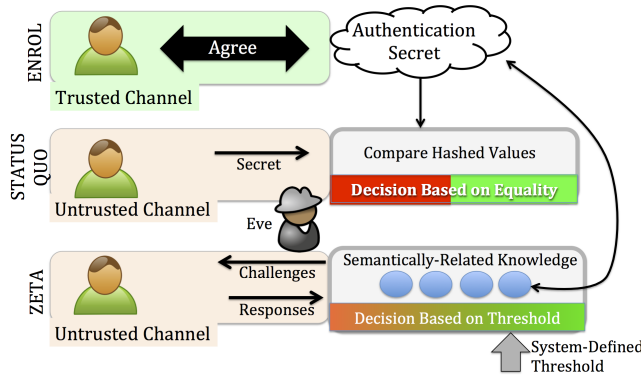 ENROL
Agree
Authentication
Secret
Trusted Channel
STATUS
QUO
Secret
Compare Hashed Values
Decision Based on Equality
Untrusted Channel
Eve
ZETA
Challenges
Responses
Semantically-Related Knowledge
Decision Based on Threshold
Untrusted Channel
System-Defined
Threshold